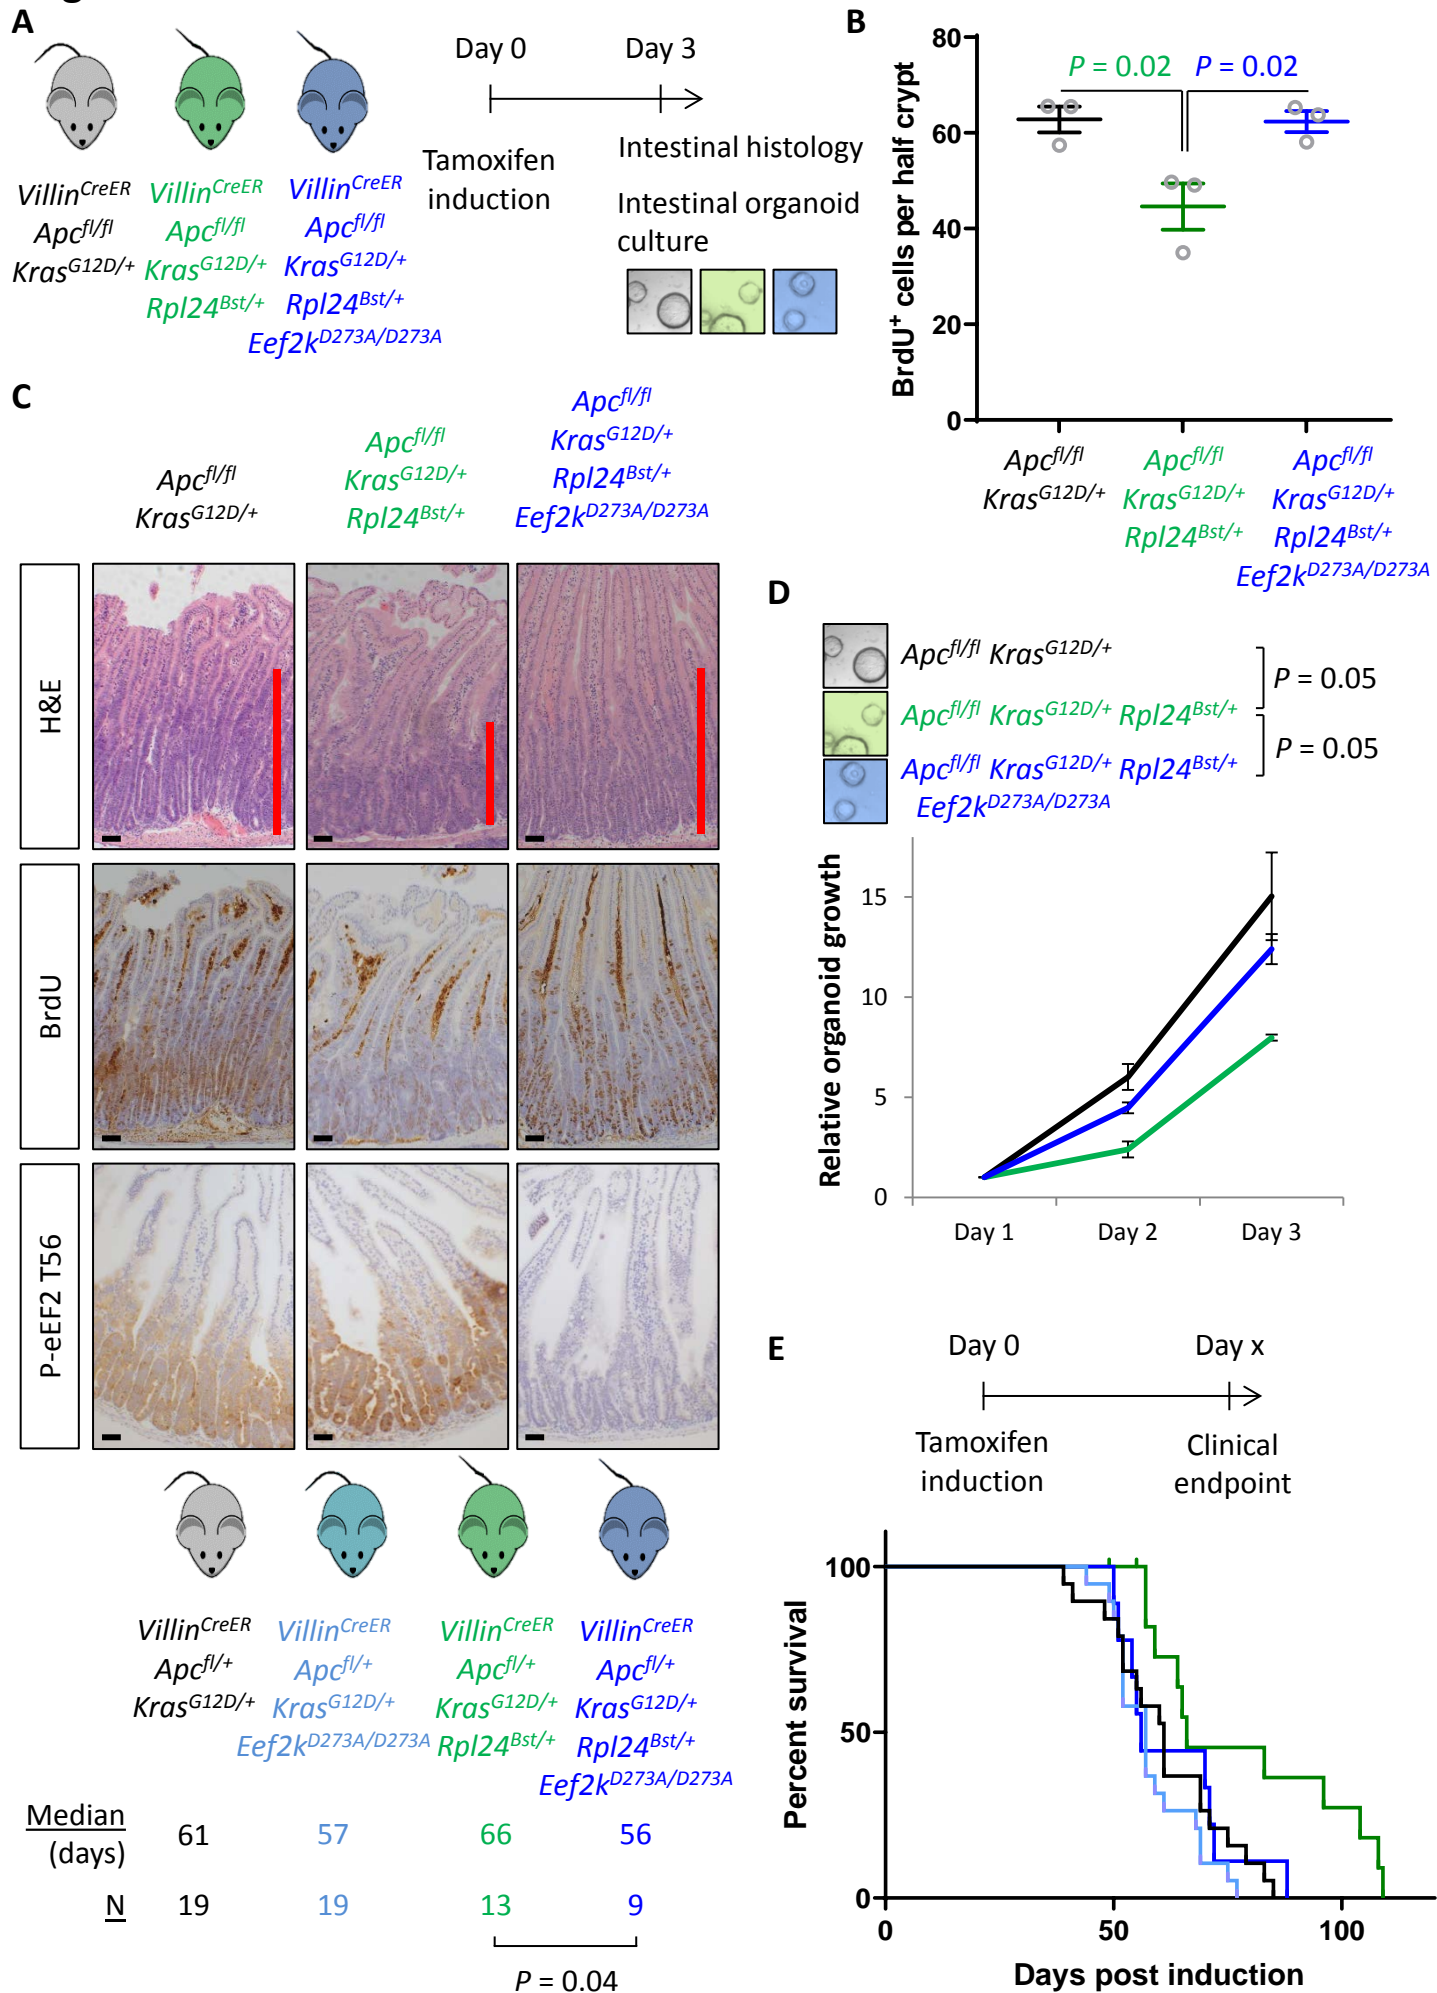 A
Day 0
Day 3
Tamoxifen
induction
Intestinal histology
Intestinal organoid
culture
Villin^CreER
Apc^fl/fl
Kras^G12D/+
Villin^CreER
Apc^fl/fl
Kras^G12D/+
Rpl24^Bst/+
Villin^CreER
Apc^fl/fl
Kras^G12D/+
Rpl24^Bst/+
Eef2k^D273A/D273A
B
P = 0.02
P = 0.02
BrdU⁺ cells per half crypt
80
60
40
20
0
Apc^fl/fl
Kras^G12D/+
Apc^fl/fl
Kras^G12D/+
Rpl24^Bst/+
Apc^fl/fl
Kras^G12D/+
Rpl24^Bst/+
Eef2k^D273A/D273A
C
Apc^fl/fl
Kras^G12D/+
Apc^fl/fl
Kras^G12D/+
Rpl24^Bst/+
Apc^fl/fl
Kras^G12D/+
Rpl24^Bst/+
Eef2k^D273A/D273A
H&E
BrdU
P-eEF2 T56
D
Apc^fl/fl Kras^G12D/+
Apc^fl/fl Kras^G12D/+ Rpl24^Bst/+
Apc^fl/fl Kras^G12D/+ Rpl24^Bst/+
Eef2k^D273A/D273A
P = 0.05
P = 0.05
Relative organoid growth
15
10
5
0
Day 1
Day 2
Day 3
E
Day 0
Day x
Tamoxifen
induction
Clinical
endpoint
Villin^CreER
Apc^fl/+
Kras^G12D/+
Villin^CreER
Apc^fl/+
Kras^G12D/+
Eef2k^D273A/D273A
Villin^CreER
Apc^fl/+
Kras^G12D/+
Rpl24^Bst/+
Villin^CreER
Apc^fl/+
Kras^G12D/+
Rpl24^Bst/+
Eef2k^D273A/D273A
Median
(days)
61
57
66
56
N
19
19
13
9
P = 0.04
Percent survival
100
50
0
0
50
100
Days post induction